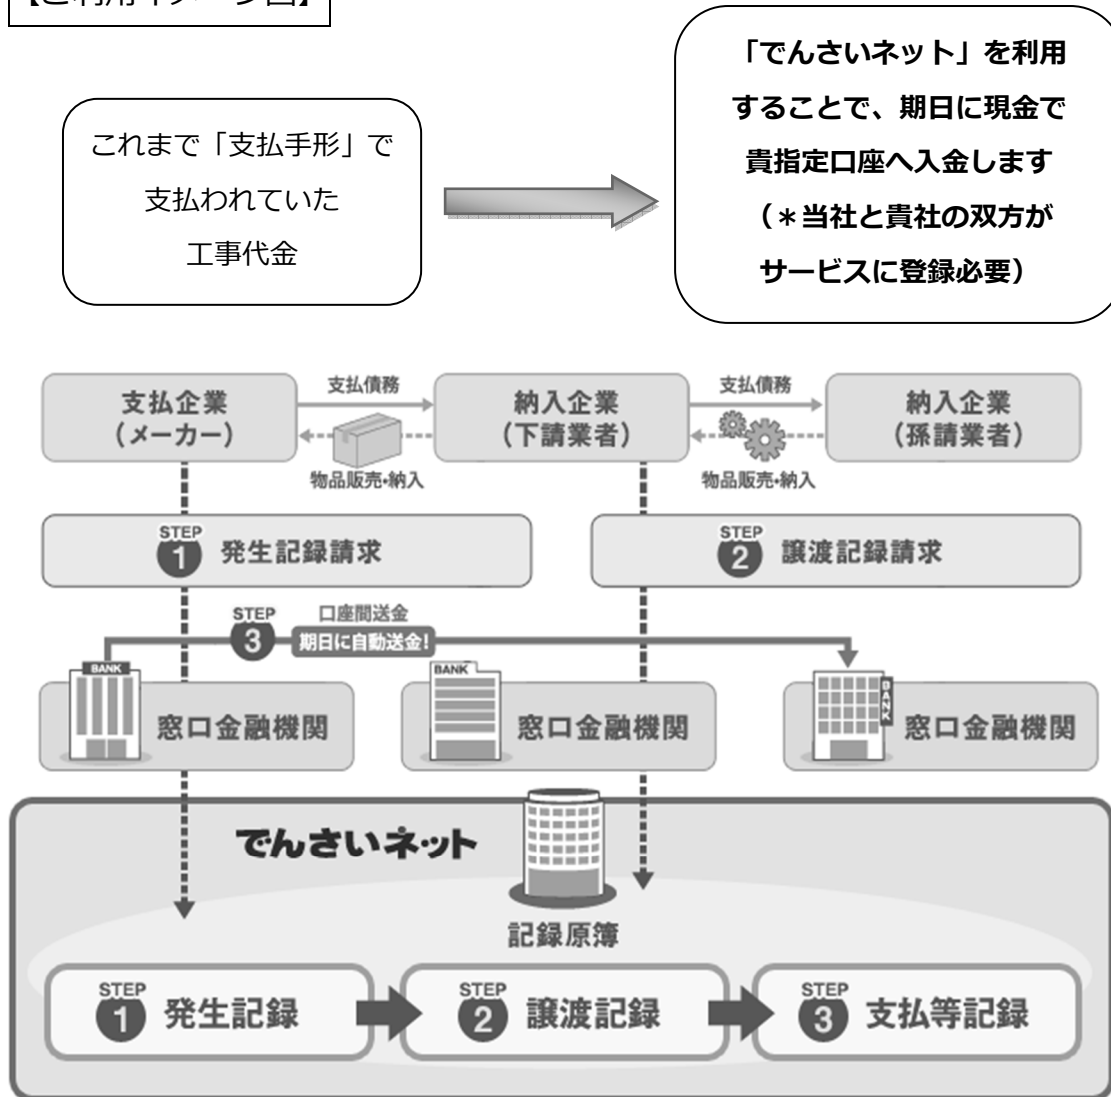 【ご利用イメージ図】
これまで「支払手形」で
支払われていた
工事代金
「でんさいネット」を利用
することで、期日に現金で
貴指定口座へ入金します
（＊当社と貴社の双方が
サービスに登録必要）
支払企業
（メーカー）
支払債務
物品販売・納入
納入企業
（下請業者）
支払債務
物品販売・納入
納入企業
（孫請業者）
STEP
1 発生記録請求
STEP
2 譲渡記録請求
STEP
3
口座間送金
期日に自動送金!
BANK
窓口金融機関
BANK
窓口金融機関
BANK
窓口金融機関
でんさいネット
記録原簿
STEP
1 発生記録
STEP
2 譲渡記録
STEP
3 支払等記録